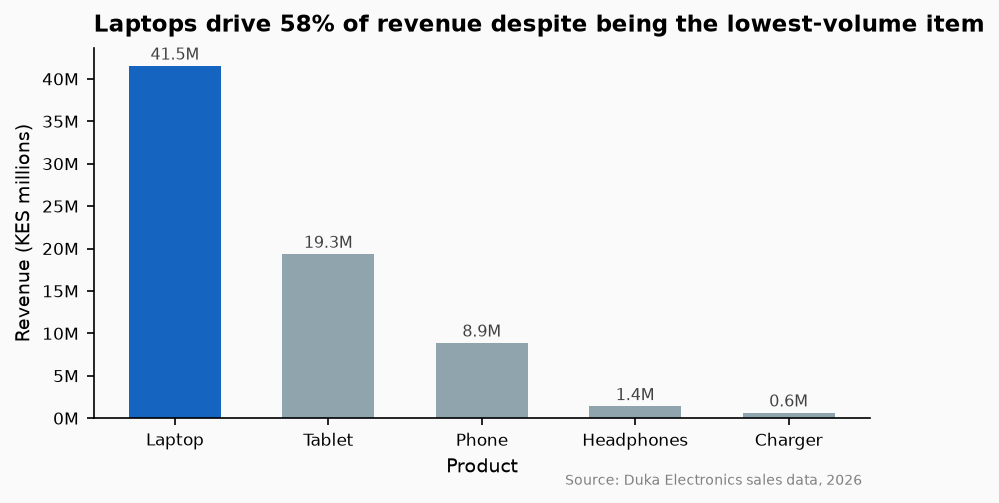 Laptops drive 58% of revenue despite being the lowest-volume item
Revenue (KES millions)
40M
35M
30M
25M
20M
15M
10M
5M
0M
41.5M
19.3M
8.9M
1.4M
0.6M
Laptop
Tablet
Phone
Headphones
Charger
Product
Source: Duka Electronics sales data, 2026